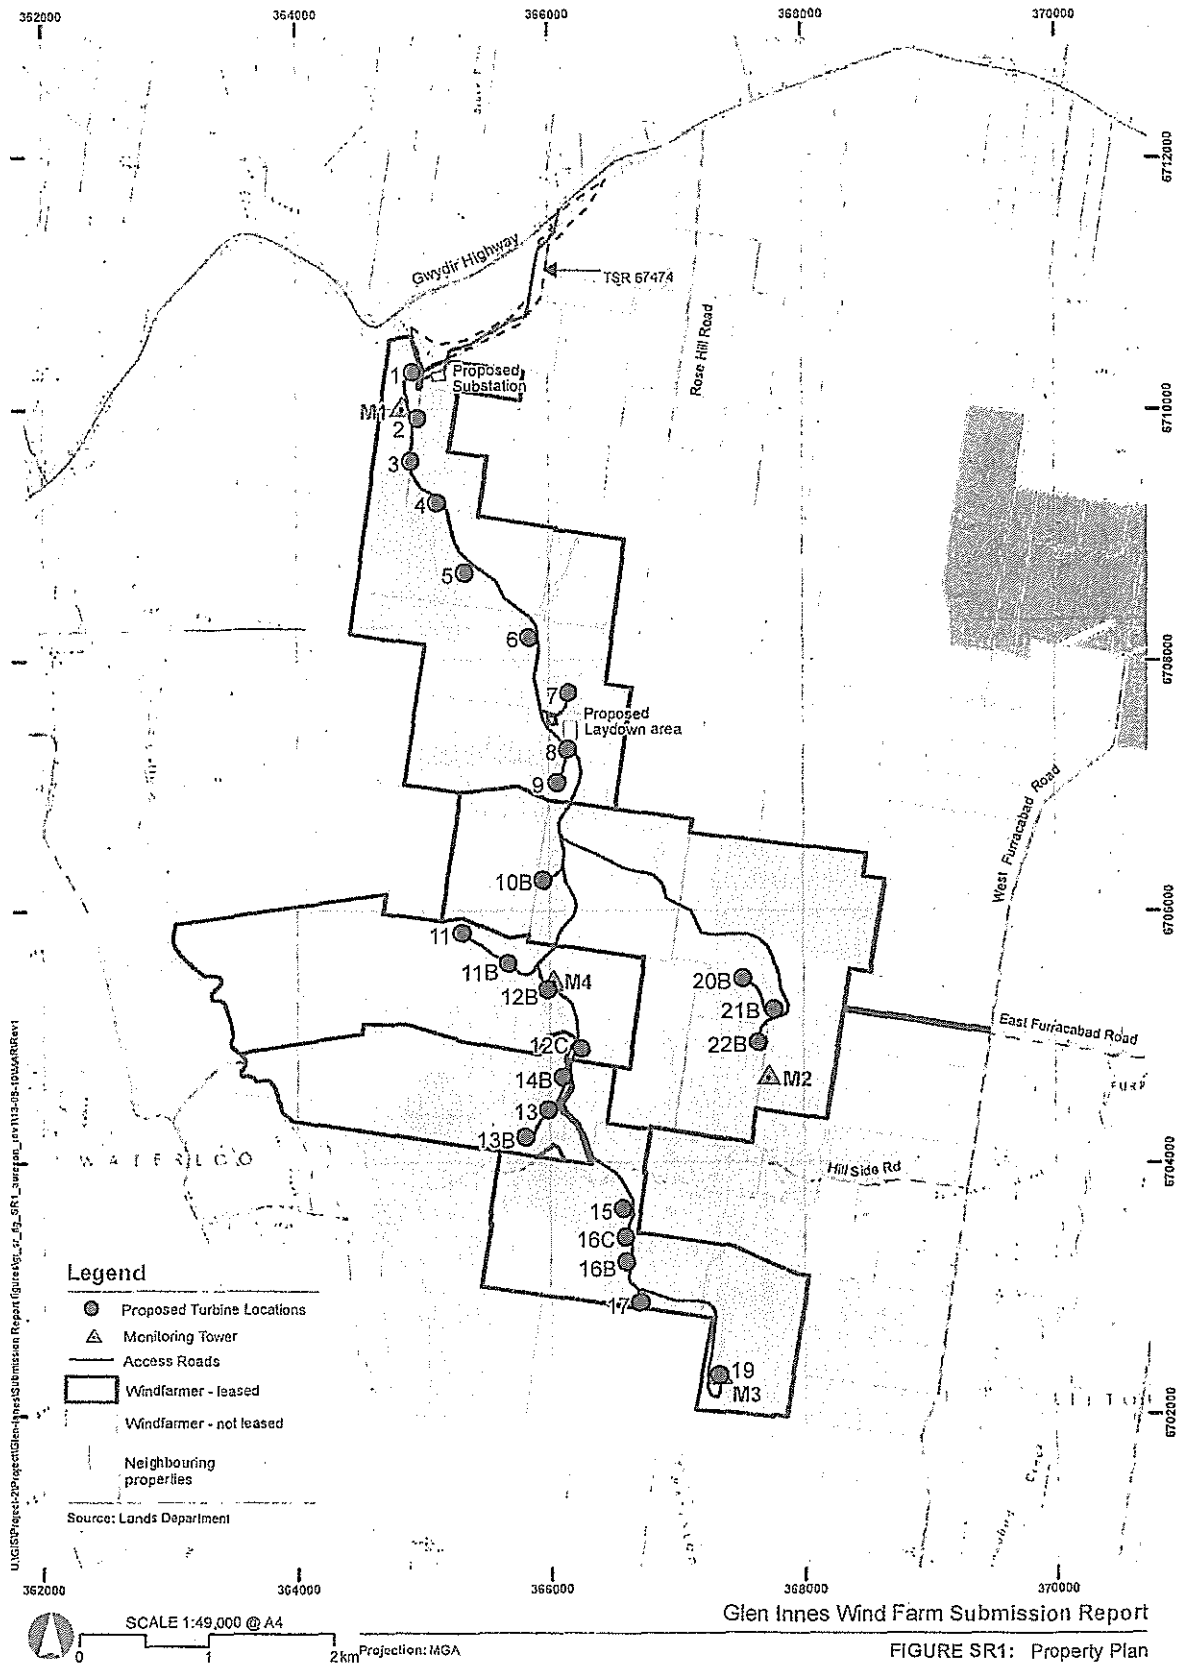 362000
364000
366000
368000
370000
6712000
Gwydir Highway
TSR 67474
Rose Hill Road
1
Proposed
Substation
M1
2
6710000
3
4
5
6
6708000
7
Proposed
Laydown area
8
9
West Furracabad Road
10B
6706000
11
11B
M4
12B
20B
21B
22B
East Furracabad Road
12C
14B
M2
FURR
13
13B
WATERLOO
6704000
Hill Side Rd
15
16C
16B
17
19
M3
6702000
Legend
Proposed Turbine Locations
Monitoring Tower
Access Roads
Windfarmer - leased
Windfarmer - not leased
Neighbouring
properties
Source: Lands Department
362000
364000
366000
368000
370000
SCALE 1:49,000 @ A4
0
1
2km
Projection: MGA
Glen Innes Wind Farm Submission Report
FIGURE SR1: Property Plan